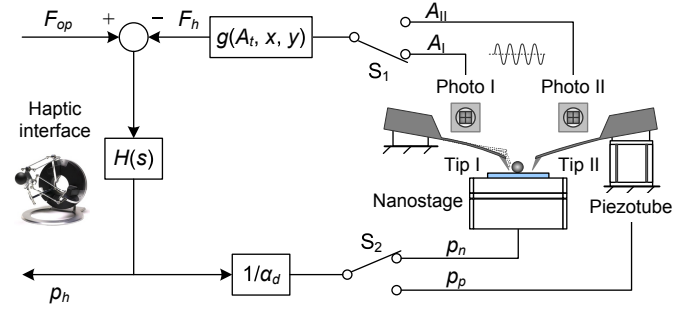 F_op + − F_h
g(A_t, x, y)
S_1
A_II
A_I
Photo I
Photo II
Haptic
interface
H(s)
Tip I
Tip II
Nanostage
Piezotube
S_2
p_n
p_p
1/α_d
p_h